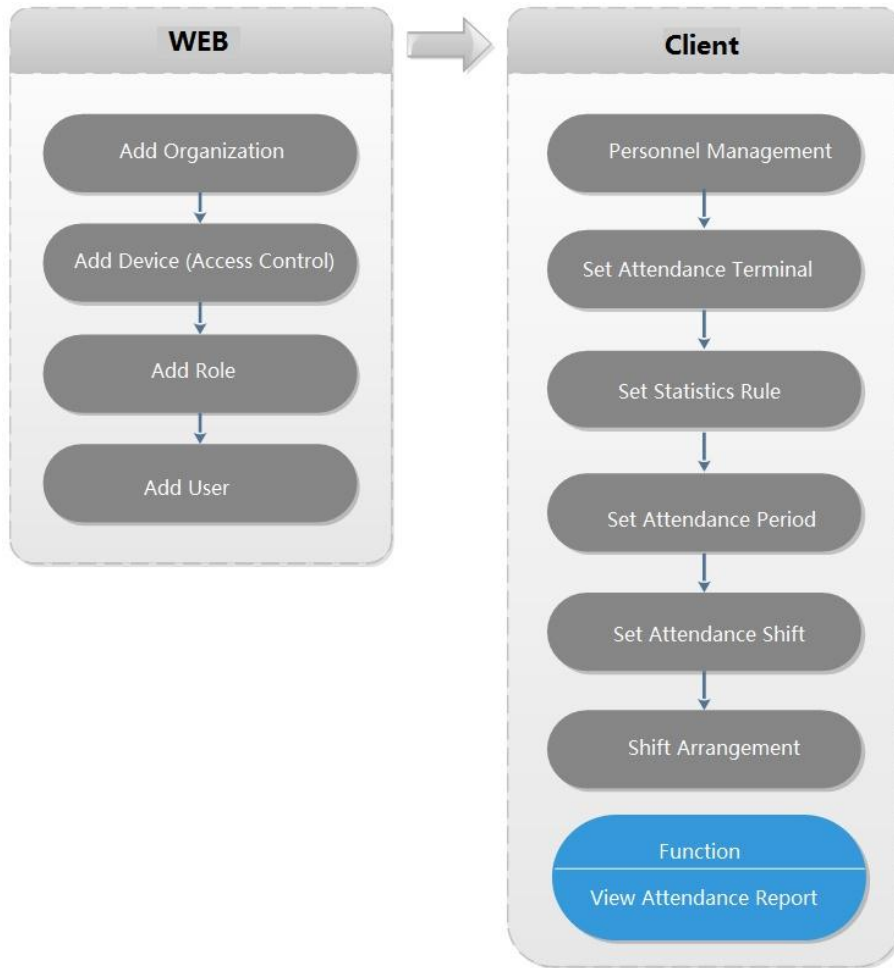 WEB
Add Organization
Add Device (Access Control)
Add Role
Add User
Client
Personnel Management
Set Attendance Terminal
Set Statistics Rule
Set Attendance Period
Set Attendance Shift
Shift Arrangement
Function
View Attendance Report